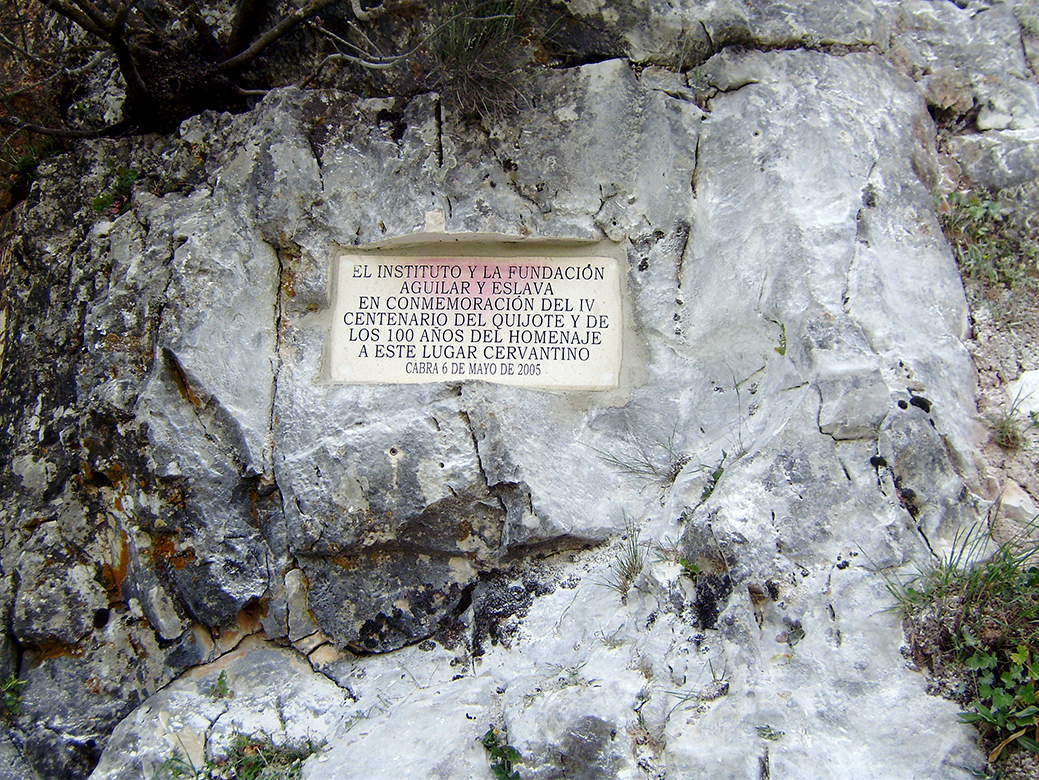 EL INSTITUTO Y LA FUNDACIÓN
AGUILAR Y ESLAVA
EN CONMEMORACIÓN DEL IV
CENTENARIO DEL QUIJOTE Y DE
LOS 100 AÑOS DEL HOMENAJE
A ESTE LUGAR CERVANTINO
CABRA 6 DE MAYO DE 2005